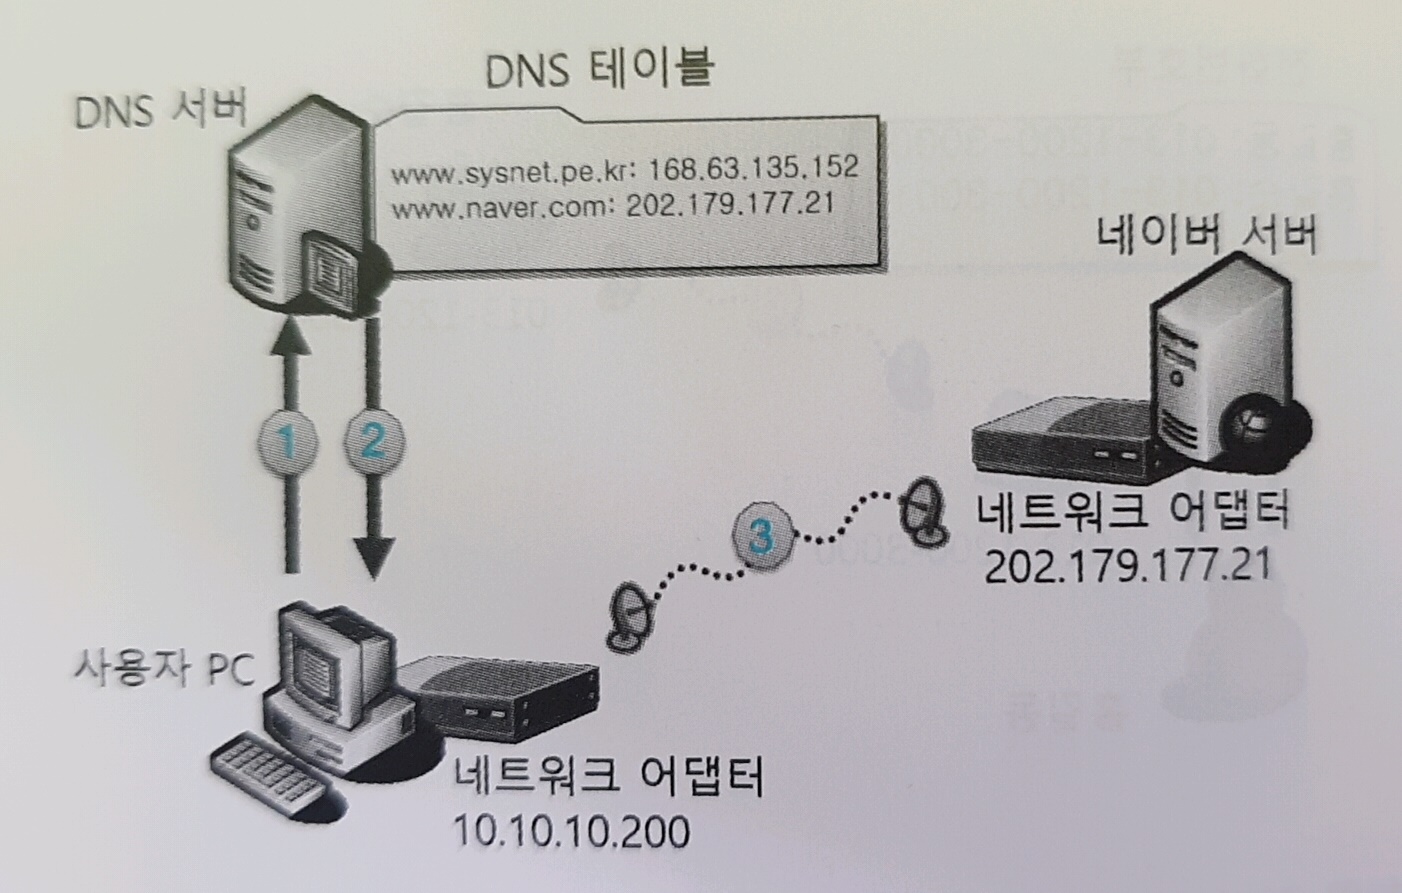 DNS 테이블
DNS 서버
www.sysnet.pe.kr: 168.63.135.152
www.naver.com: 202.179.177.21
네이버 서버
1
2
3
네트워크 어댑터
202.179.177.21
사용자 PC
네트워크 어댑터
10.10.10.200